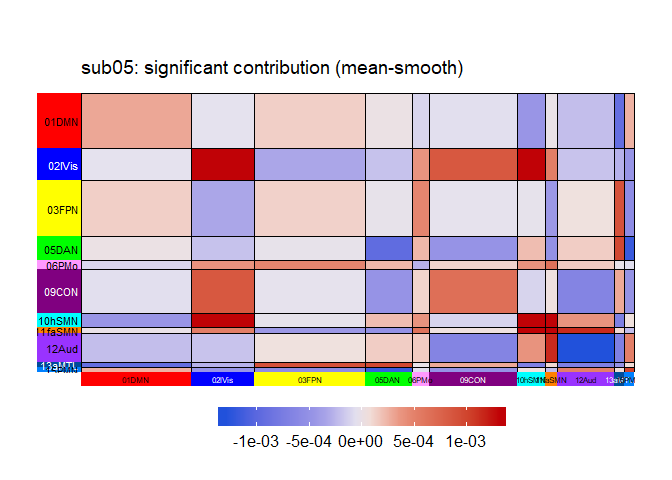 sub05: significant contribution (mean-smooth)
01DMN
02lVis
03FPN
05DAN
06PMo
09CON
10hSMN
12Aud
01DMN 02lVis 03FPN 05DAN 06PMo 09CON 10hSMN 12Aud
-1e-03 -5e-04 0e+00 5e-04 1e-03